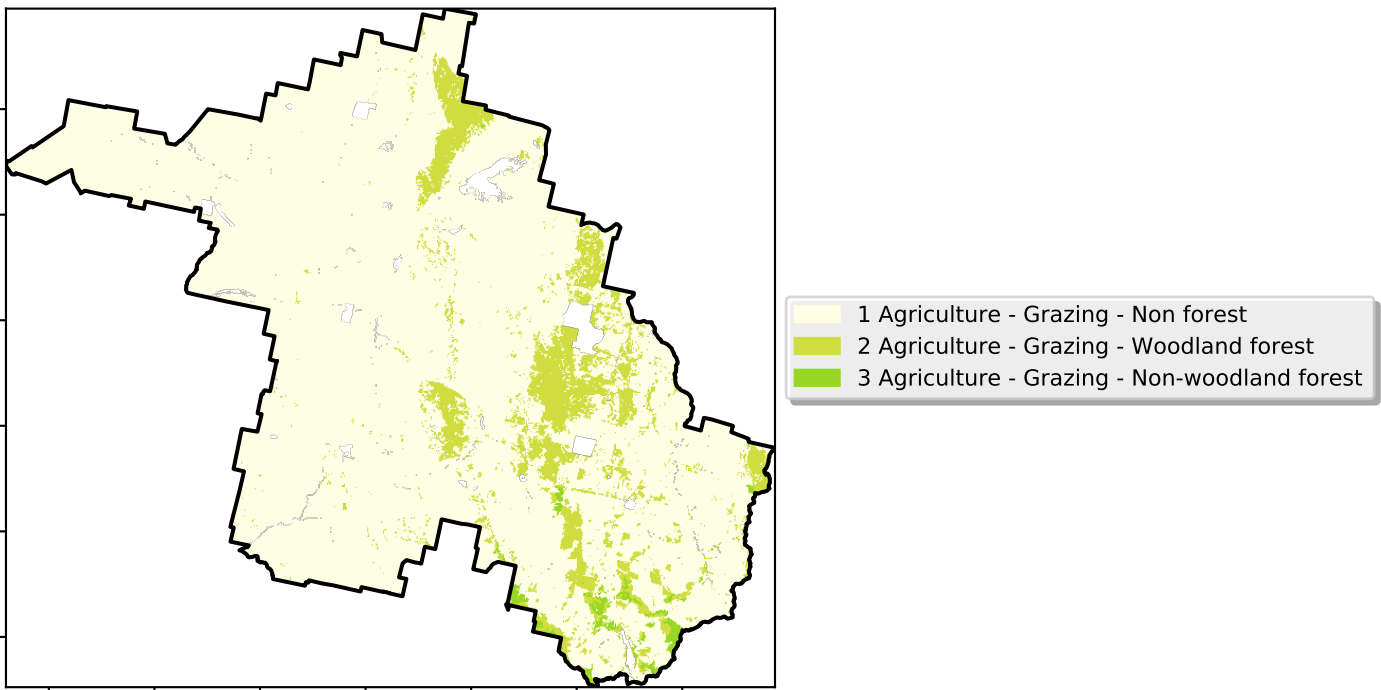 1 Agriculture - Grazing - Non forest
2 Agriculture - Grazing - Woodland forest
3 Agriculture - Grazing - Non-woodland forest